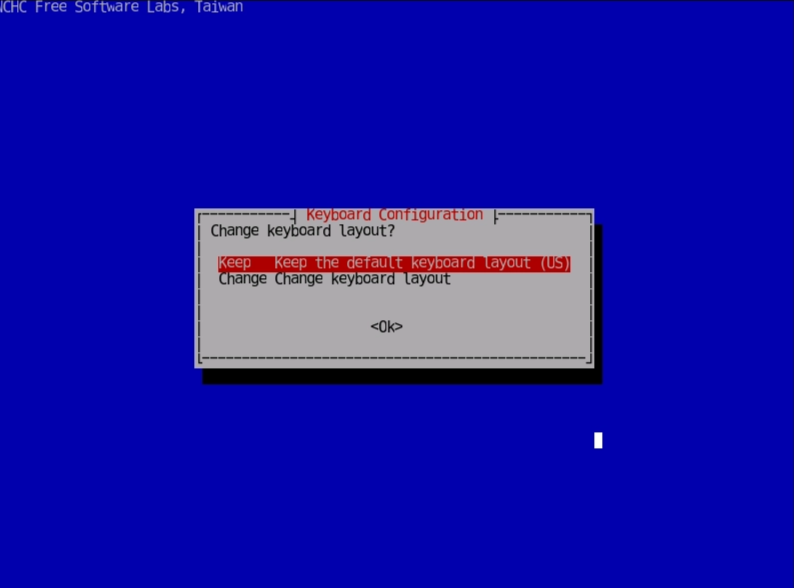 NCHC Free Software Labs, Taiwan
Keyboard Configuration
Change keyboard layout?
Keep Keep the default keyboard layout (US)
Change Change keyboard layout
<Ok>